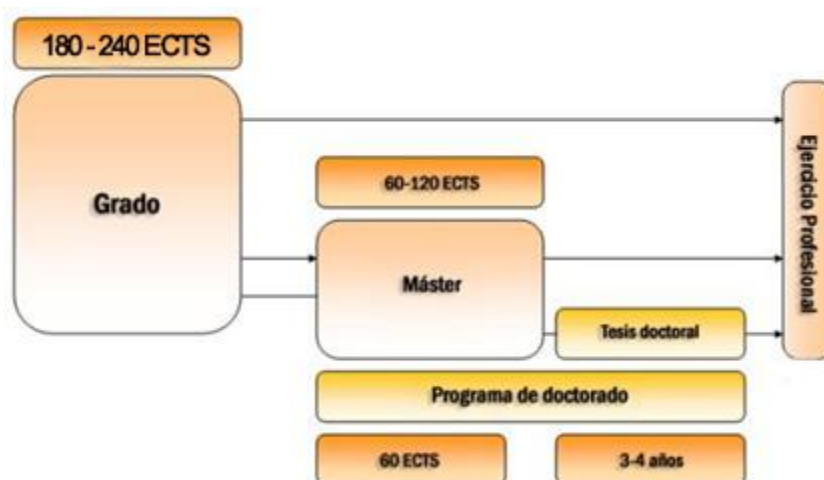 180 - 240 ECTS
Grado
60-120 ECTS
Máster
Tesis doctoral
Ejercicio Profesional
Programa de doctorado
60 ECTS
3-4 años